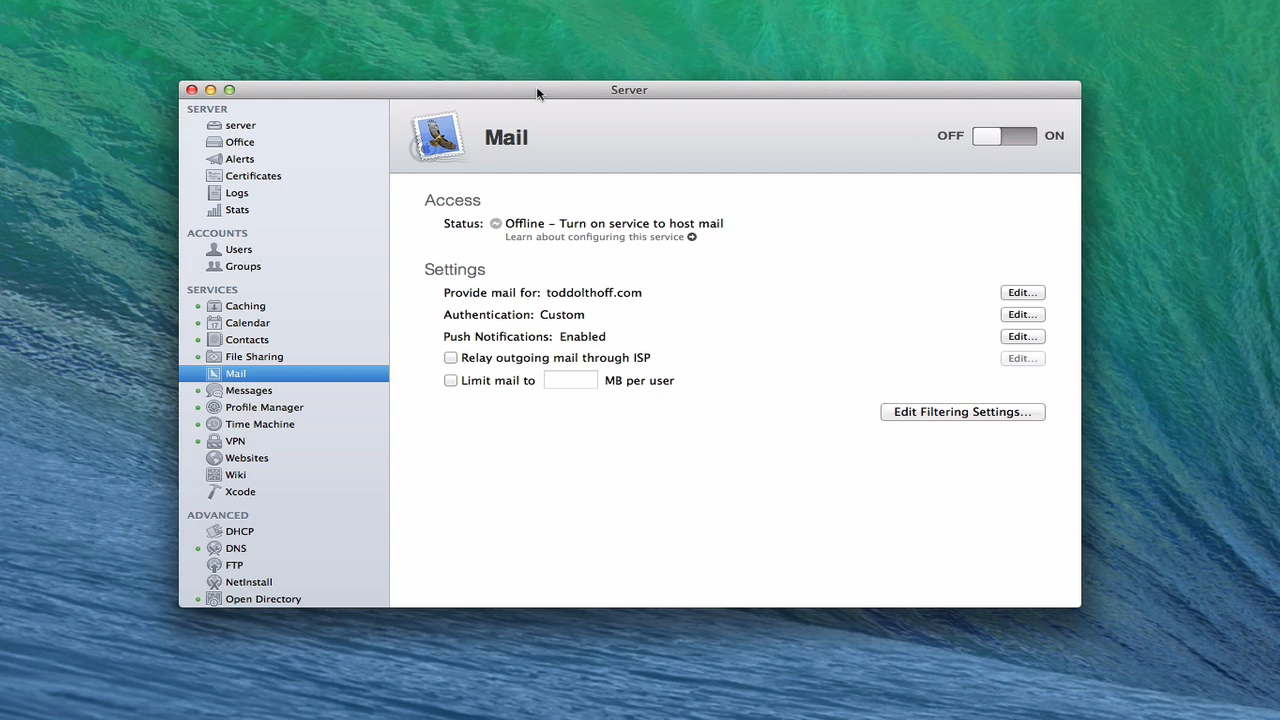 Server
SERVER
server
Office
Alerts
Certificates
Logs
Stats
ACCOUNTS
Users
Groups
SERVICES
Caching
17
Calendar
Contacts
File Sharing
Mail
Messages
Profile Manager
Time Machine
VPN
Websites
Wiki
Xcode
ADVANCED
DHCP
DNS
FTP
NetInstall
Open Directory
Mail
OFF ON
Access
Status: Offline – Turn on service to host mail
Learn about configuring this service
Settings
Provide mail for: toddolthoff.com Edit...
Authentication: Custom Edit...
Push Notifications: Enabled Edit...
Relay outgoing mail through ISP Edit...
Limit mail to MB per user
Edit Filtering Settings...